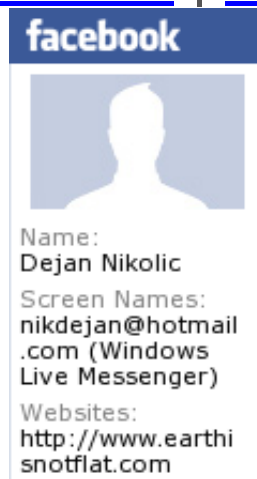 facebook
Name:
Dejan Nikolic
Screen Names:
nikdejan@hotmail
.com (Windows
Live Messenger)
Websites:
http://www.earthi
snotflat.com